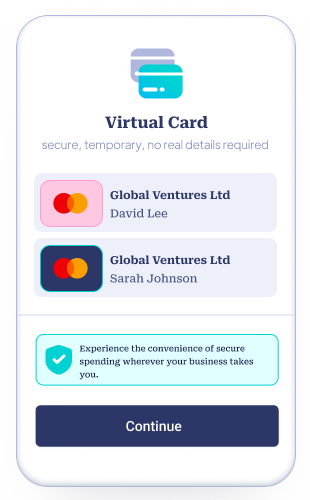 Virtual Card
secure, temporary, no real details required
Global Ventures Ltd
David Lee
Global Ventures Ltd
Sarah Johnson
Experience the convenience of secure
spending wherever your business takes
you.
Continue